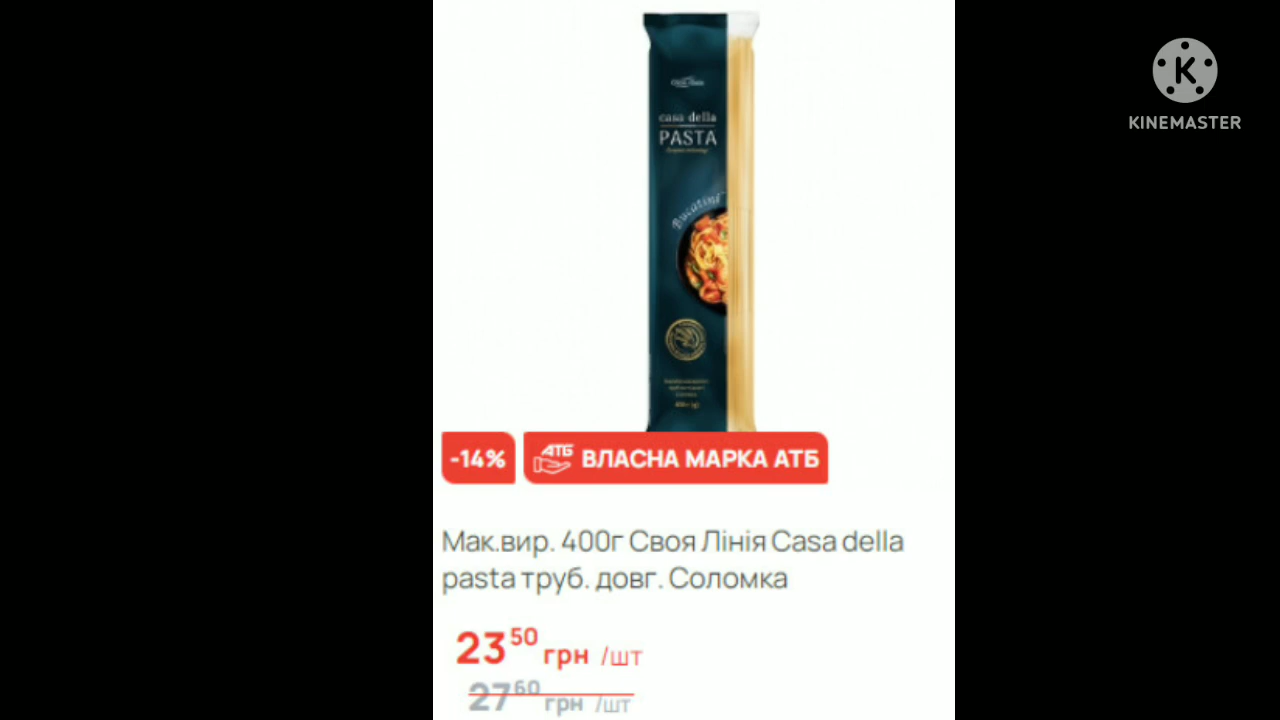 KINEMASTER
casa della
PASTA
Bucatini
-14%
АТБ ВЛАСНА МАРКА АТБ
Мак.вир. 400г Своя Лінія Casa della
pasta труб. довг. Соломка
23 50 грн /шт
27 60 грн /шт